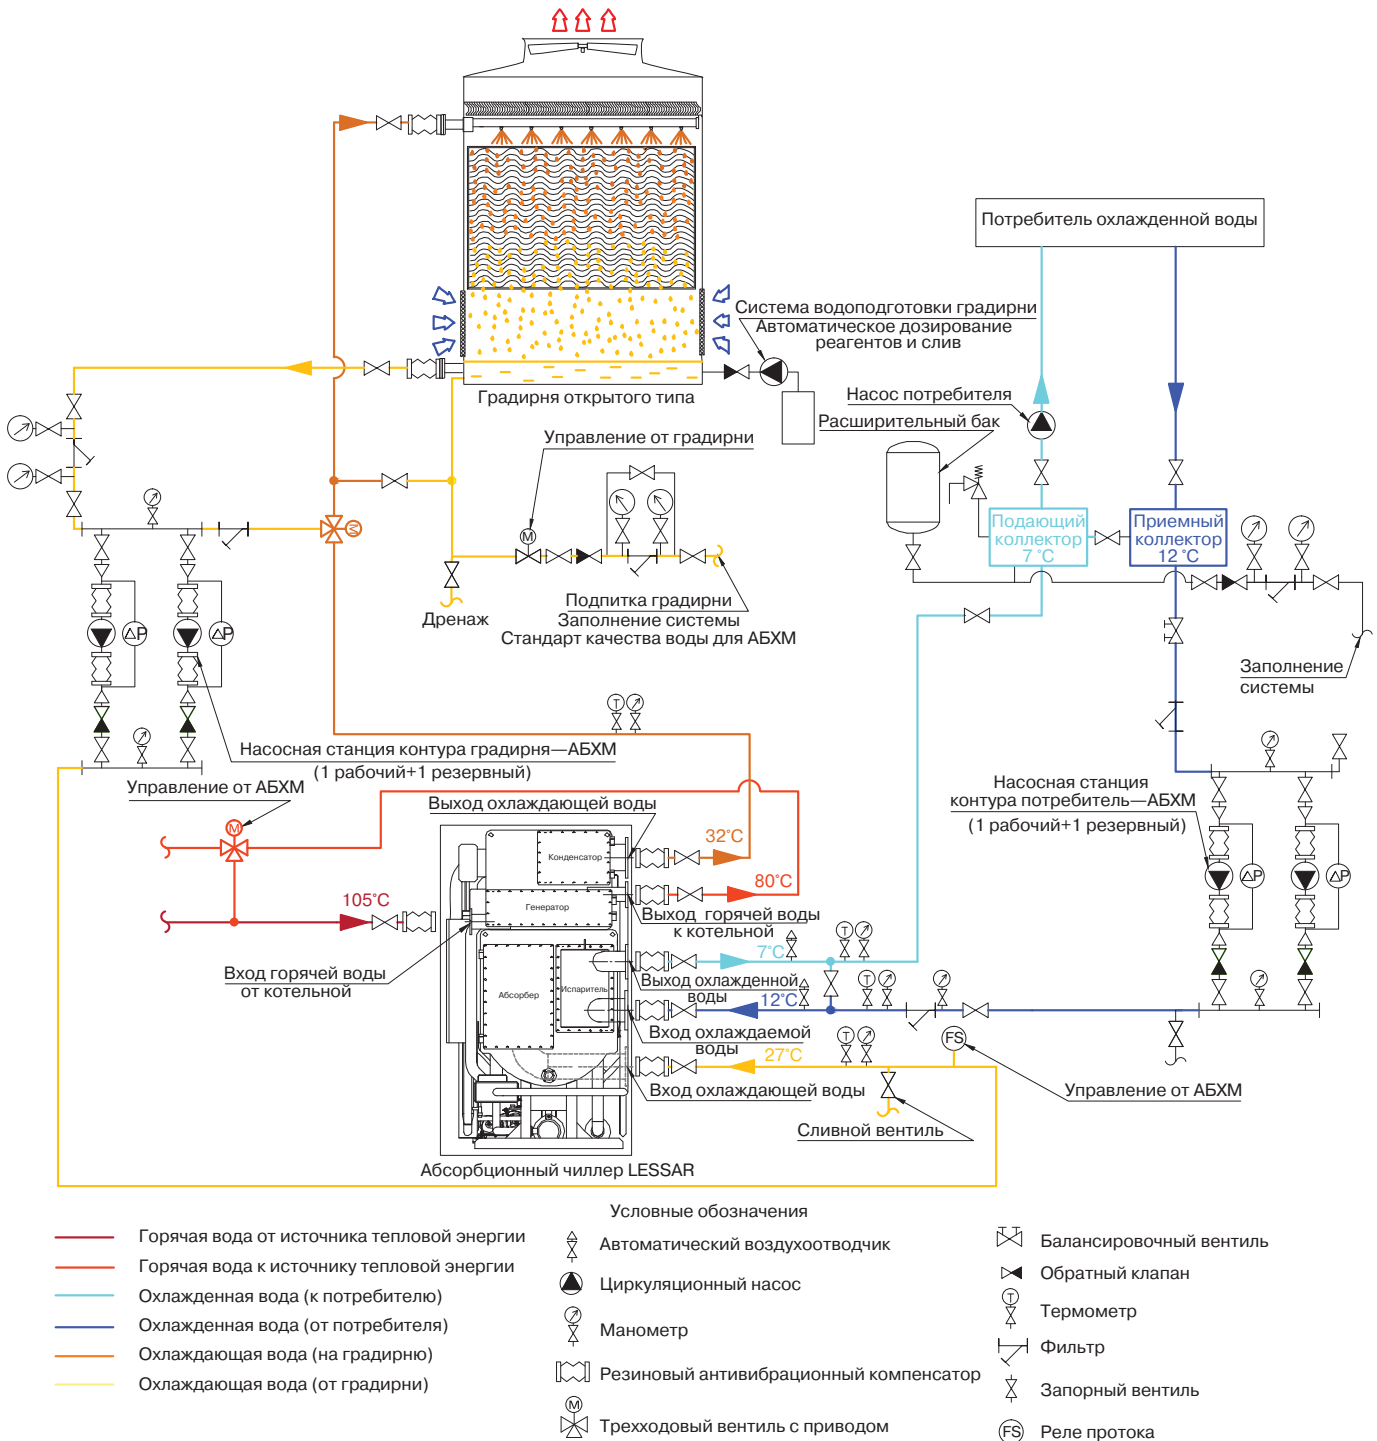 Потребитель охлажденной воды
Система водоподготовки градирни
Автоматическое дозирование
реагентов и слив
Градирня открытого типа
Насос потребителя
Расширительный бак
Управление от градирни
M
M
Подающий
коллектор
7 °C
Приемный
коллектор
12 °C
Подпитка градирни
Заполнение системы
Стандарт качества воды для АБХМ
Дренаж
ΔP
ΔP
Заполнение
системы
T
Насосная станция контура градирня—АБХМ
(1 рабочий+1 резервный)
Управление от АБХМ
Насосная станция
контура потребитель—АБХМ
(1 рабочий+1 резервный)
Выход охлаждающей воды
M
32°C
Конденсатор
80°C
ΔP
ΔP
105°C
Генератор
Выход горячей воды
к котельной
T
7°C
Вход горячей воды
от котельной
Выход охлажденной
воды
Абсорбер
Испаритель
12°C
T
Вход охлаждаемой
воды
27°C
T
FS
Вход охлаждающей воды
Управление от АБХМ
Сливной вентиль
Абсорбционный чиллер LESSAR
Условные обозначения
Горячая вода от источника тепловой энергии
Горячая вода к источнику тепловой энергии
Охлажденная вода (к потребителю)
Охлажденная вода (от потребителя)
Охлаждающая вода (на градирню)
Охлаждающая вода (от градирни)
Автоматический воздухоотводчик
Циркуляционный насос
Манометр
Резиновый антивибрационный компенсатор
M
Трехходовый вентиль с приводом
Балансировочный вентиль
Обратный клапан
T
Термометр
Фильтр
Запорный вентиль
FS
Реле протока